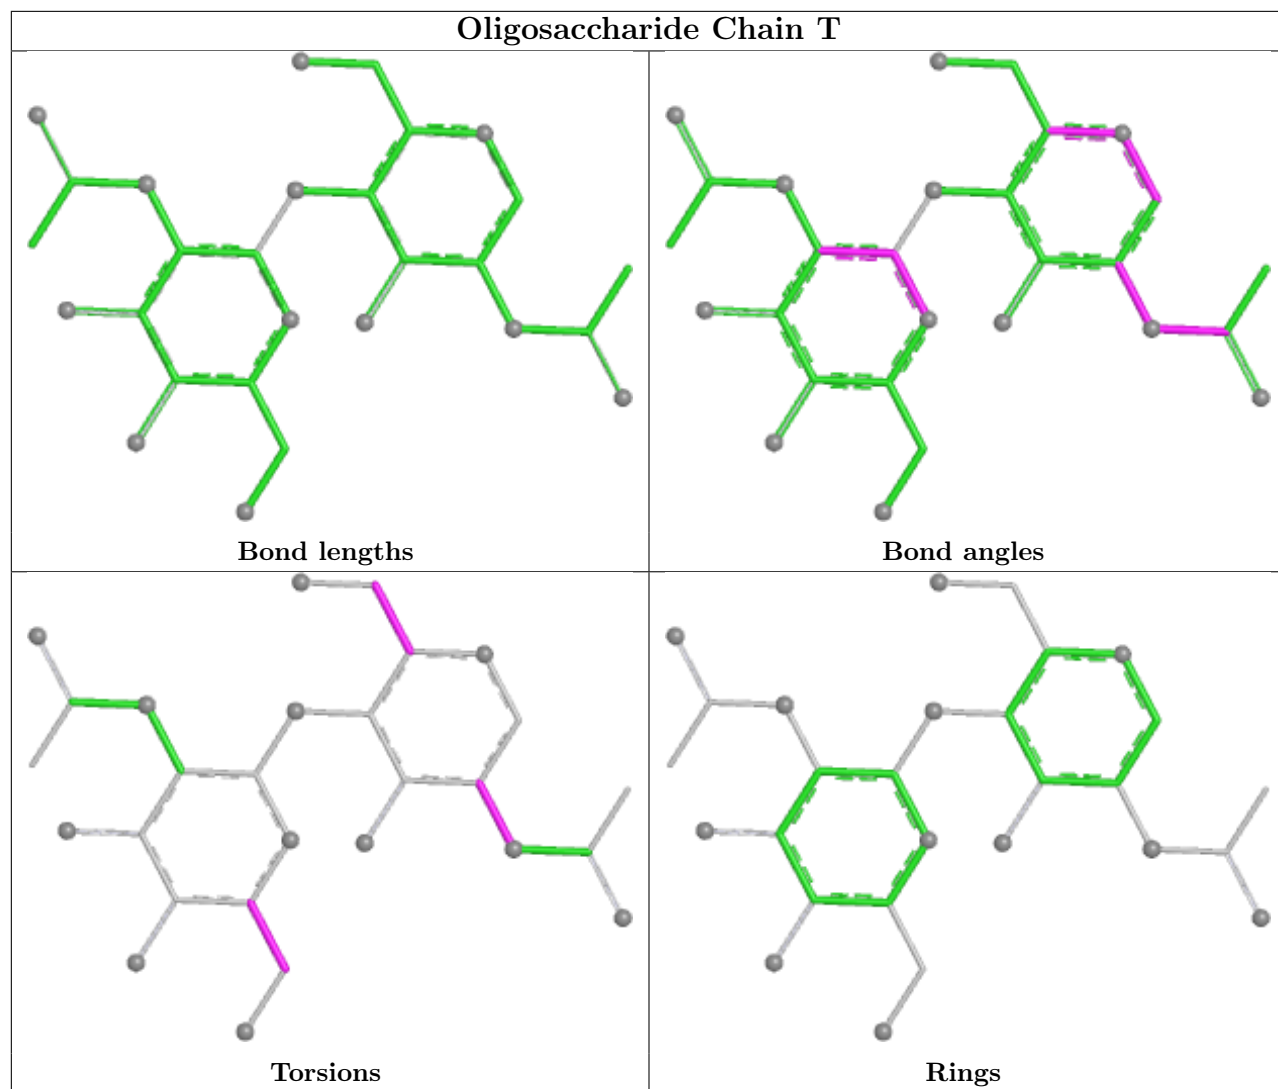 Oligosaccharide Chain T
Bond lengths
Bond angles
Torsions
Rings